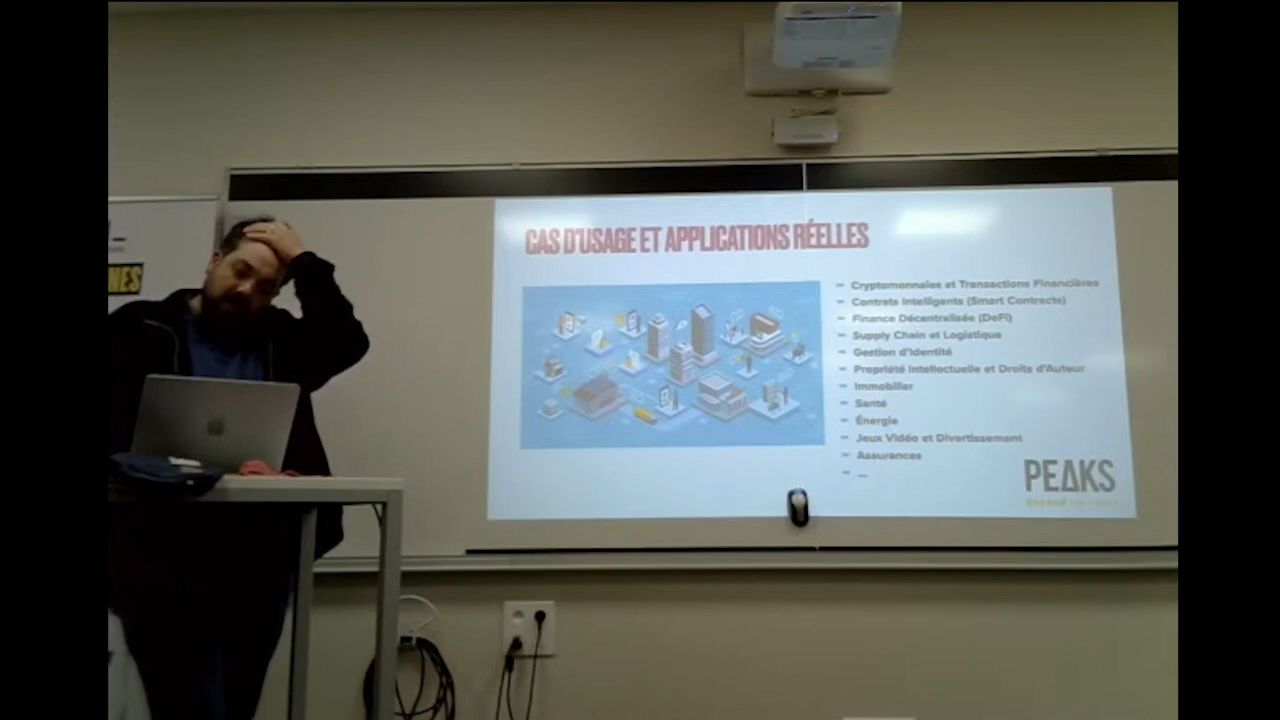 NES
CAS D'USAGE ET APPLICATIONS RÉELLES
– Cryptomonnaies et Transactions Financières
– Contrats Intelligents (Smart Contracts)
– Finance Décentralisée (DeFi)
– Supply Chain et Logistique
– Gestion d'Identité
– Propriété Intellectuelle et Droits d'Auteur
– Immobilier
– Santé
– Énergie
– Jeux Vidéo et Divertissement
– Assurances
– ...
PEAKS